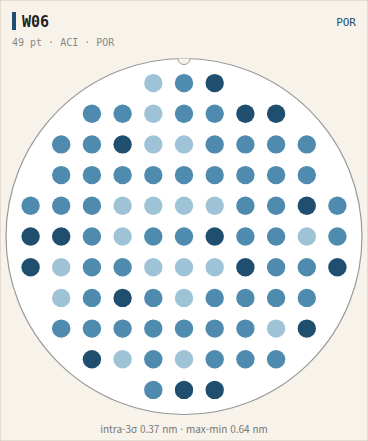 W06
POR
49 pt · ACI · POR
intra-3σ 0.37 nm · max-min 0.64 nm